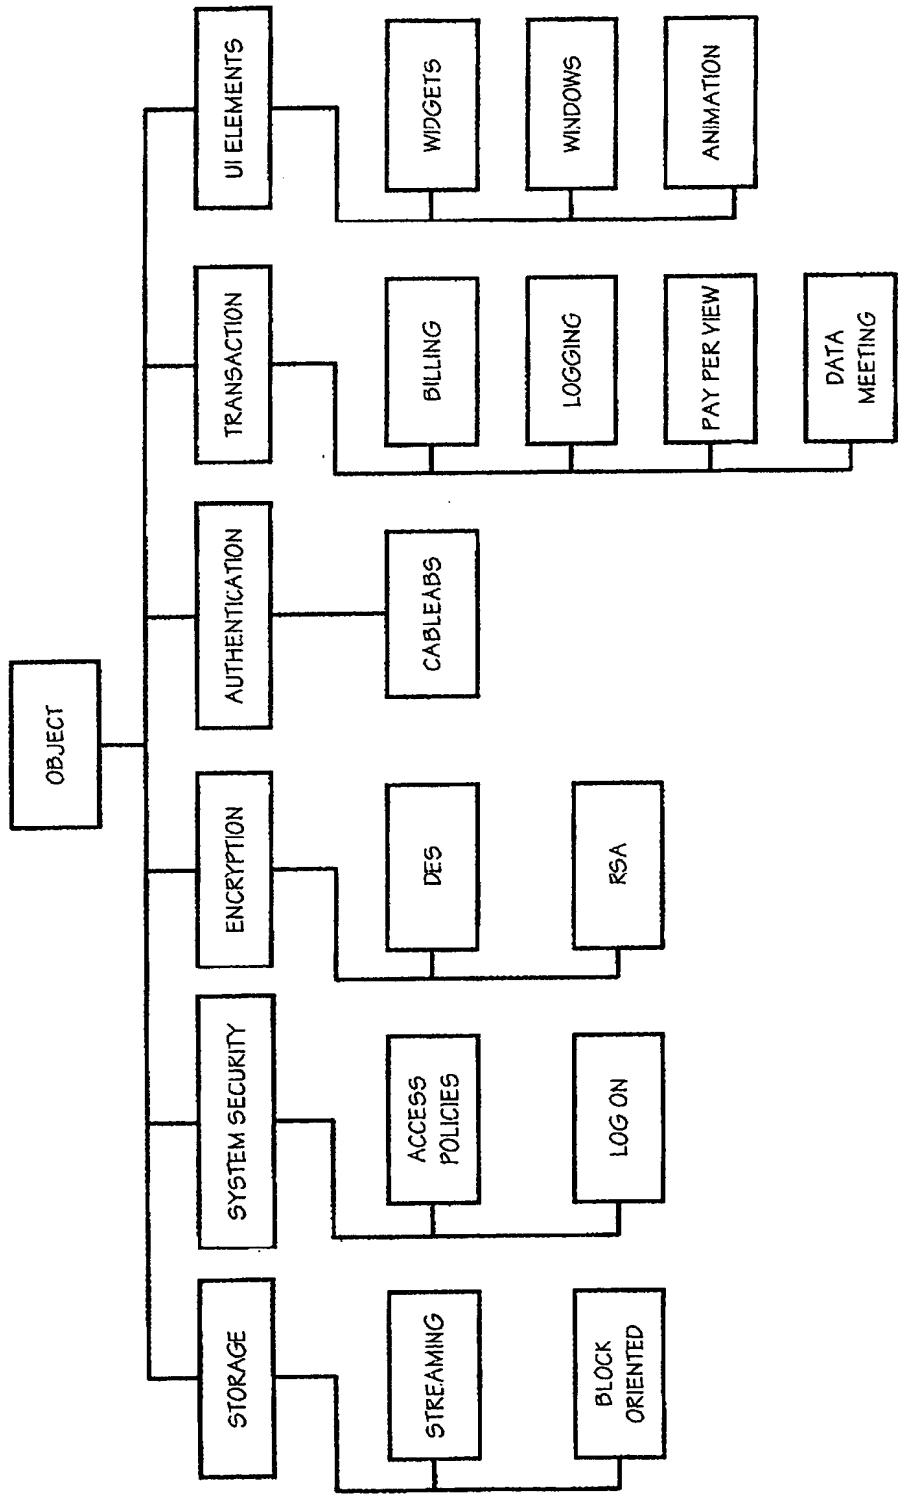 OBJECT
STORAGE
SYSTEM SECURITY
ENCRYPTION
AUTHENTICATION
TRANSACTION
UI ELEMENTS
STREAMING
ACCESS
POLICIES
DES
CABLEABS
BILLING
WIDGETS
LOGGING
WINDOWS
BLOCK
ORIENTED
LOG ON
RSA
PAY PER VIEW
ANIMATION
DATA
MEETING